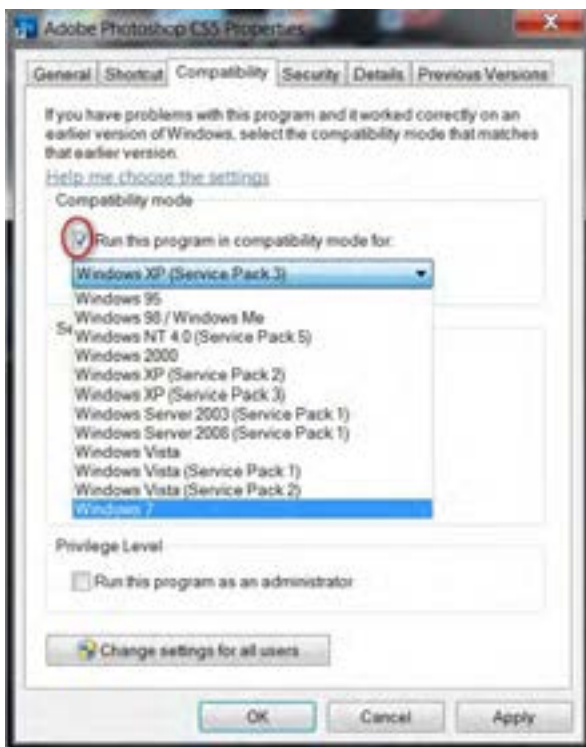 Adobe Photoshop CS5 Properties
General Shortcut Compatibility Security Details Previous Versions
If you have problems with this program and it worked correctly on an
earlier version of Windows, select the compatibility mode that matches
that earlier version.
Help me choose the settings
Compatibility mode
Run this program in compatibility mode for:
Windows XP (Service Pack 3)
Windows 95
Windows 98 / Windows Me
Windows NT 4.0 (Service Pack 5)
Windows 2000
Windows XP (Service Pack 2)
Windows XP (Service Pack 3)
Windows Server 2003 (Service Pack 1)
Windows Server 2008 (Service Pack 1)
Windows Vista
Windows Vista (Service Pack 1)
Windows Vista (Service Pack 2)
Windows 7
Privilege Level
Run this program as an administrator
Change settings for all users
OK Cancel Apply